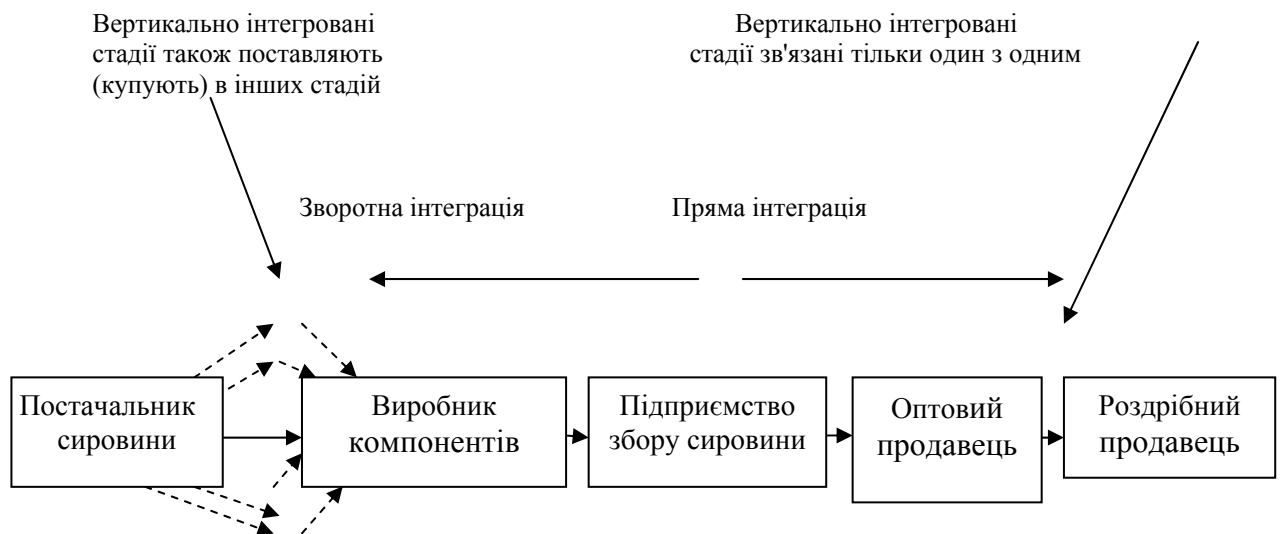 Вертикально інтегровані
стадії також поставляють
(купують) в інших стадій
Вертикально інтегровані
стадії зв'язані тільки один з одним
Зворотна інтеграція
Пряма інтеграція
Постачальник
сировини
Виробник
компонентів
Підприємство
збору сировини
Оптовий
продавець
Роздрібний
продавець